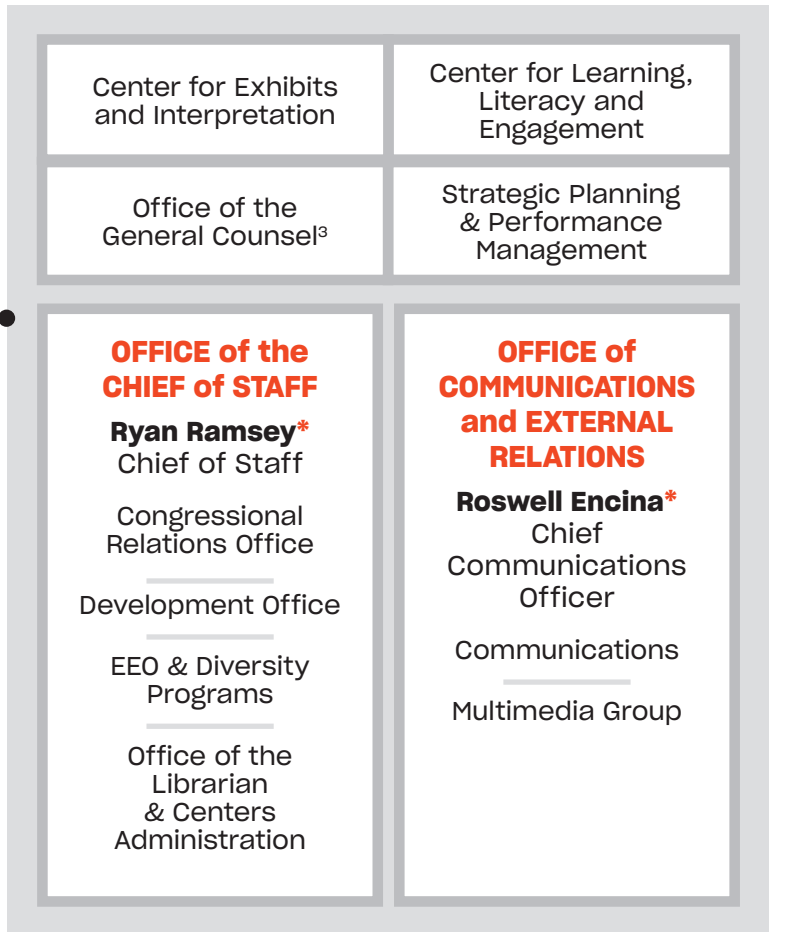 Center for Exhibits
and Interpretation
Center for Learning,
Literacy and
Engagement
Office of the
General Counsel³
Strategic Planning
& Performance
Management
OFFICE of the
CHIEF of STAFF
Ryan Ramsey*
Chief of Staff
Congressional
Relations Office
Development Office
EEO & Diversity
Programs
Office of the
Librarian
& Centers
Administration
OFFICE of
COMMUNICATIONS
and EXTERNAL
RELATIONS
Roswell Encina*
Chief
Communications
Officer
Communications
Multimedia Group